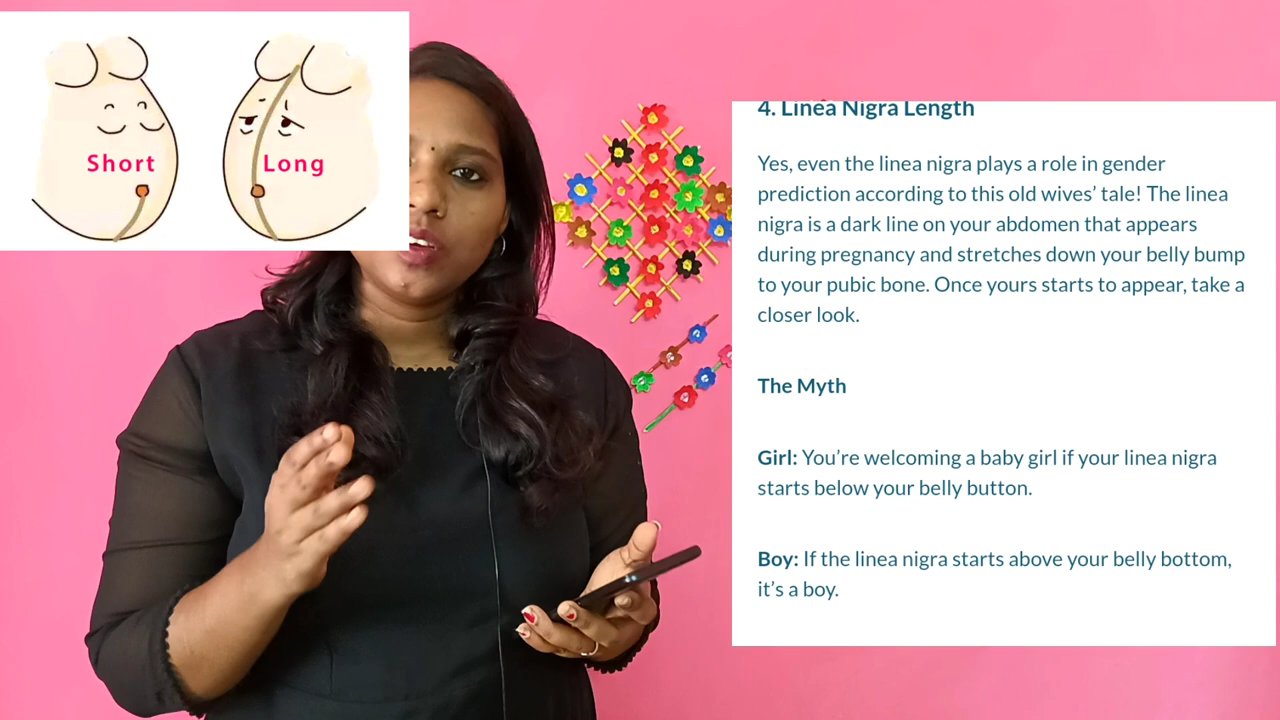 Short
Long
4. Linea Nigra Length
Yes, even the linea nigra plays a role in gender
prediction according to this old wives’ tale! The linea
nigra is a dark line on your abdomen that appears
during pregnancy and stretches down your belly bump
to your pubic bone. Once yours starts to appear, take a
closer look.
The Myth
Girl: You’re welcoming a baby girl if your linea nigra
starts below your belly button.
Boy: If the linea nigra starts above your belly bottom,
it’s a boy.